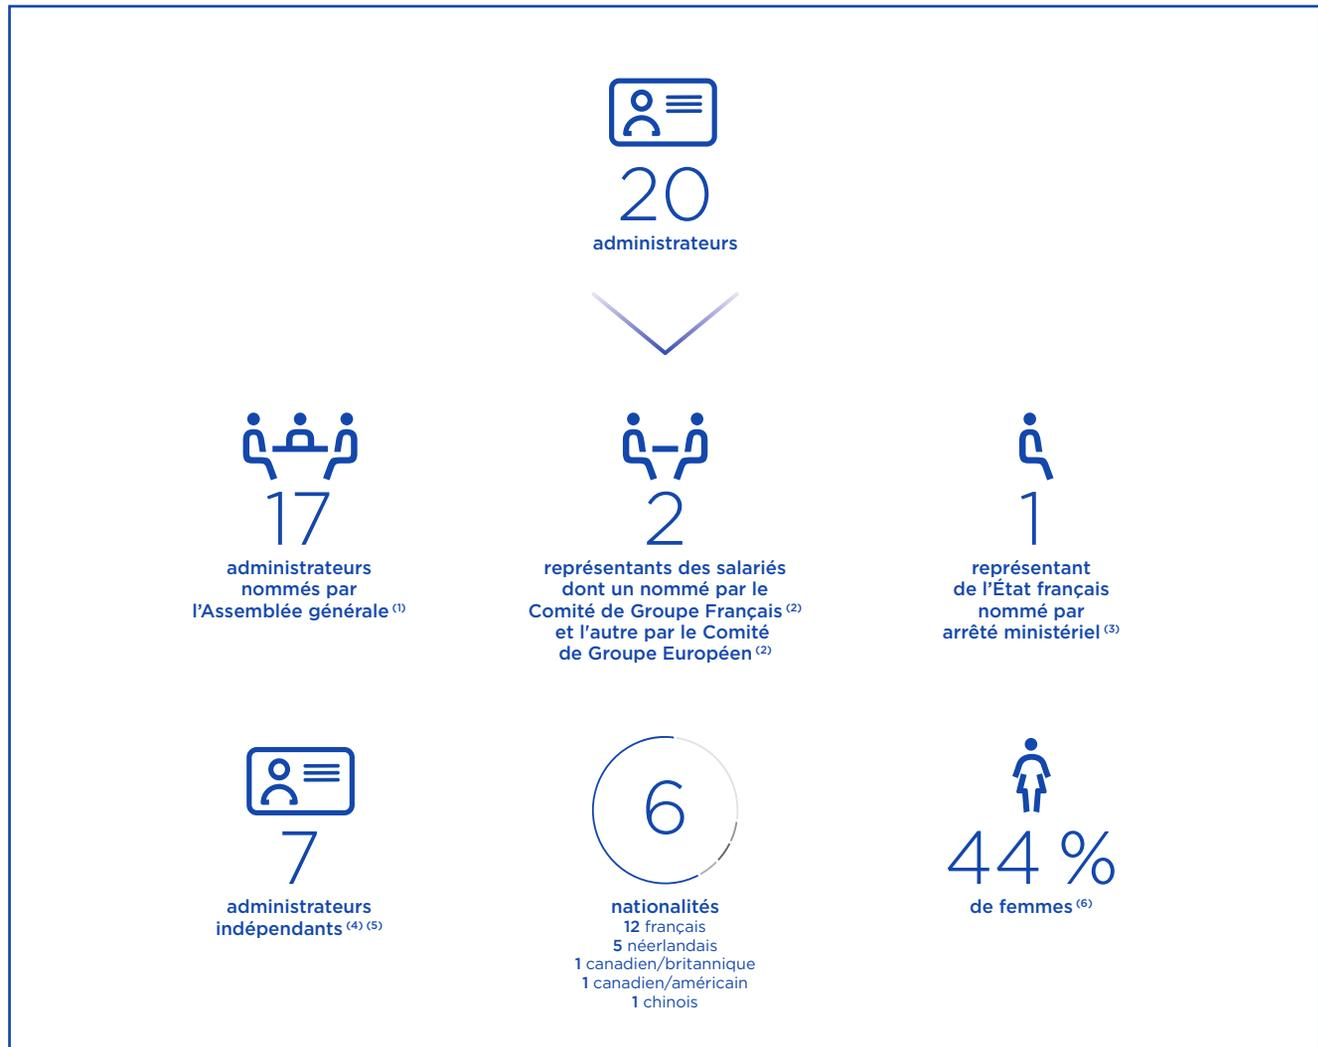 20
administrateurs
17
administrateurs
nommés par
l’Assemblée générale (1)
2
représentants des salariés
dont un nommé par le
Comité de Groupe Français (2)
et l'autre par le Comité
de Groupe Européen (2)
1
représentant
de l’État français
nommé par
arrêté ministériel (3)
7
administrateurs
indépendants (4) (5)
6
nationalités
12 français
5 néerlandais
1 canadien/britannique
1 canadien/américain
1 chinois
44 %
de femmes (6)